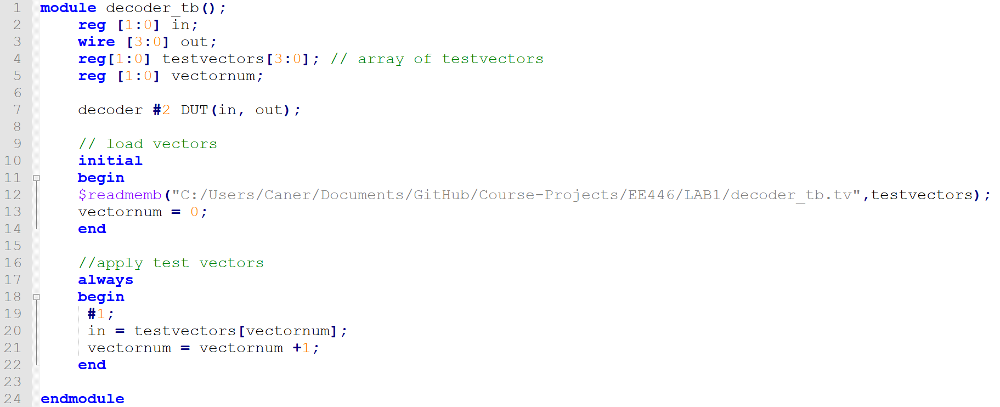 1 module decoder_tb();
2 reg [1:0] in;
3 wire [3:0] out;
4 reg[1:0] testvectors[3:0]; // array of testvectors
5 reg [1:0] vectornum;
6
7 decoder #2 DUT(in, out);
8
9 // load vectors
10 initial
11 begin
12 $readmemb("C:/Users/Caner/Documents/GitHub/Course-Projects/EE446/LAB1/decoder_tb.tv",testvectors);
13 vectornum = 0;
14 end
15
16 //apply test vectors
17 always
18 begin
19 #1;
20 in = testvectors[vectornum];
21 vectornum = vectornum +1;
22 end
23
24 endmodule